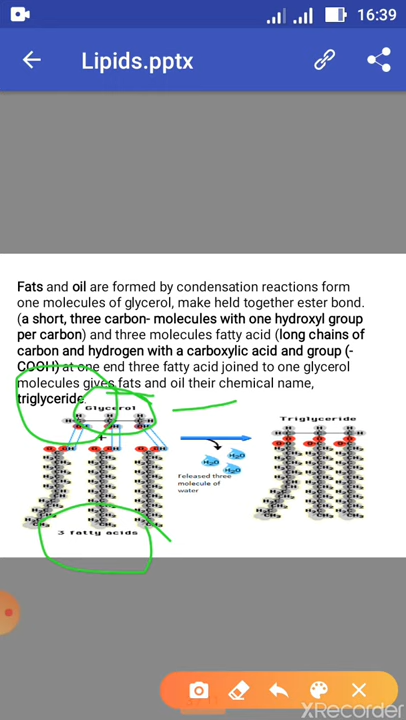 16:39
Lipids.pptx
Fats and oil are formed by condensation reactions form
one molecules of glycerol, make held together ester bond.
(a short, three carbon- molecules with one hydroxyl group
per carbon) and three molecules fatty acid (long chains of
carbon and hydrogen with a carboxylic acid and group (-
COOH) at one end three fatty acid joined to one glycerol
molecules gives fats and oil their chemical name,
triglyceride.
Glycerol
Triglyceride
+
H₂O
H₂O
H₂O
released three
molecule of
water
3 fatty acids
XRecorder